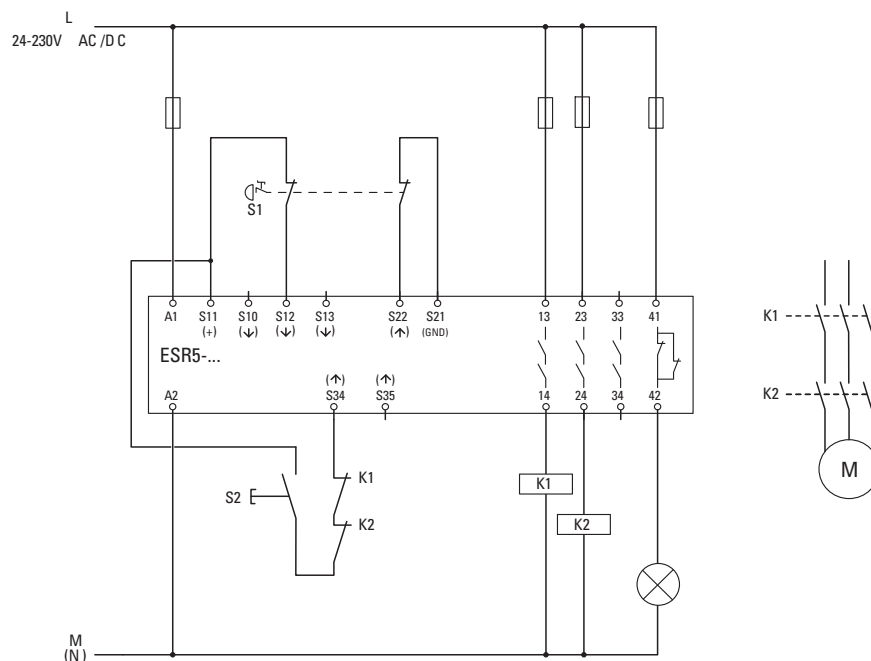 L
24-230V AC /D C
S1
A1 S11 S10 S12 S13 S22 S21 13 23 33 41
(+) (↓) (↓) (↓) (↑) (GND)
ESR5-...
(↑) (↑)
A2 S34 S35 14 24 34 42
K1
K2
M
S2
K1
K2
K1
K2
M
(N)